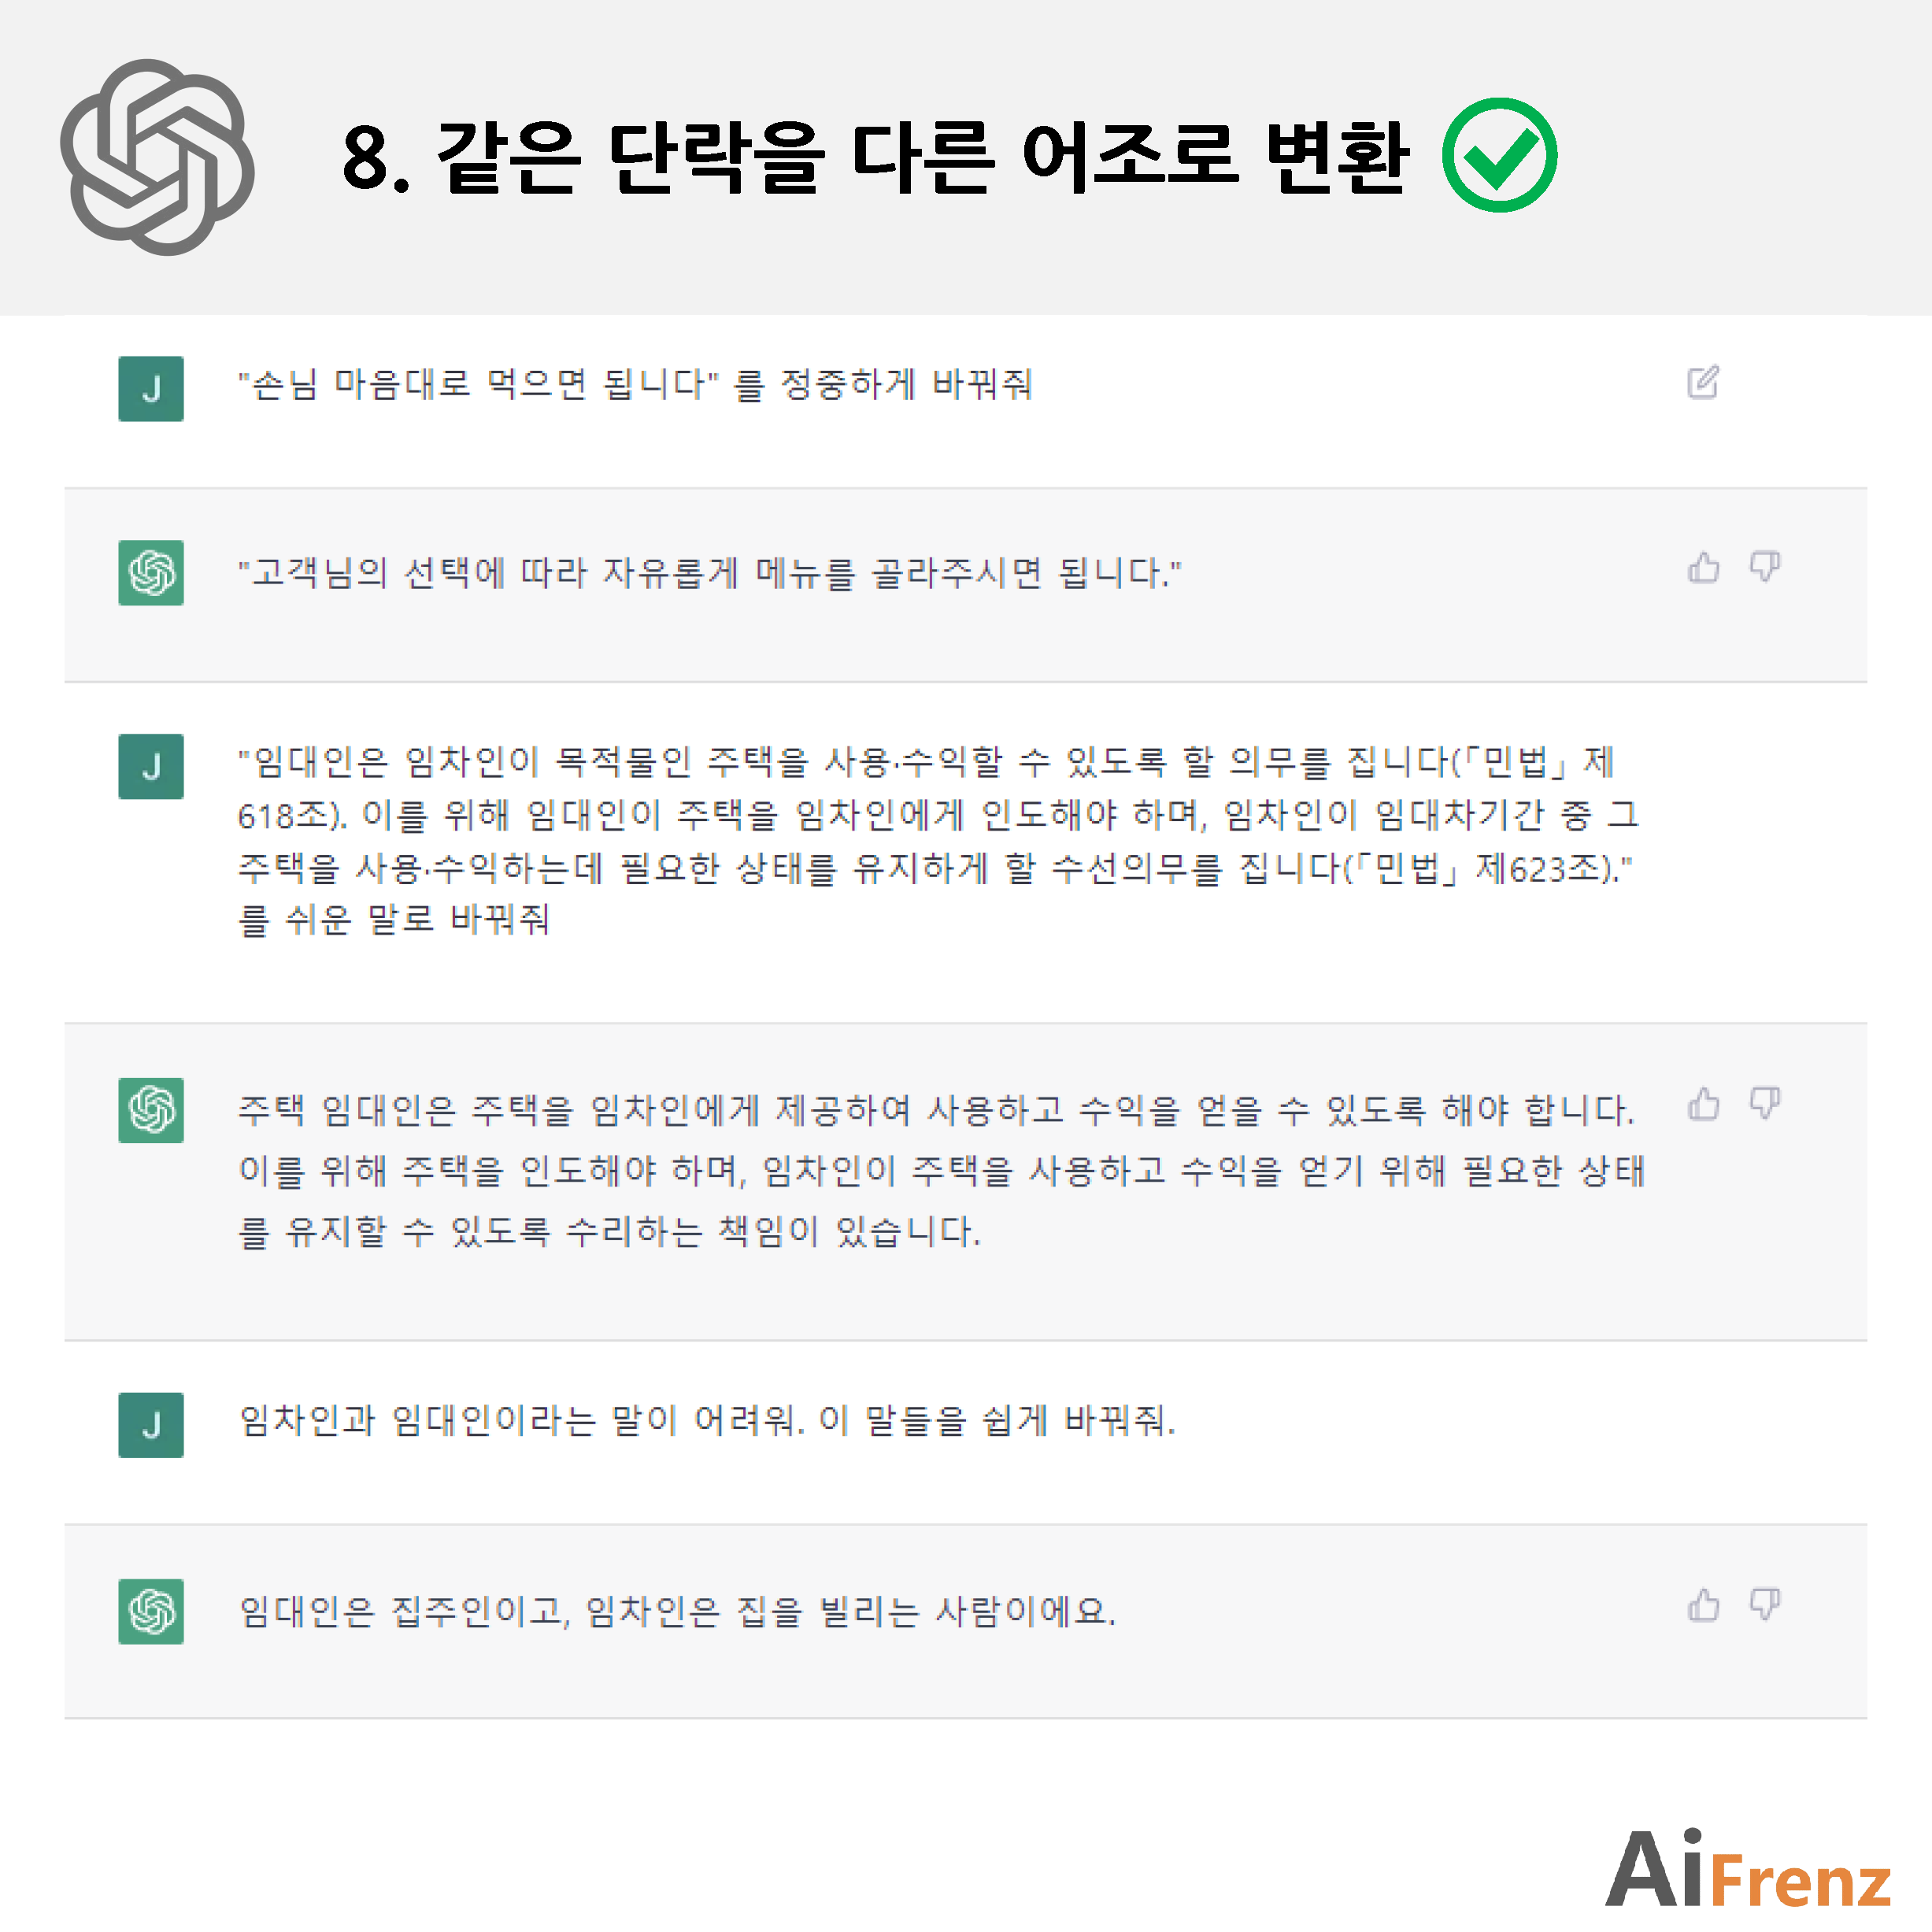 8. 같은 단락을 다른 어조로 변환
J
"손님 마음대로 먹으면 됩니다" 를 정중하게 바꿔줘
"고객님의 선택에 따라 자유롭게 메뉴를 골라주시면 됩니다."
J
"임대인은 임차인이 목적물인 주택을 사용·수익할 수 있도록 할 의무를 집니다(「민법」 제
618조). 이를 위해 임대인이 주택을 임차인에게 인도해야 하며, 임차인이 임대차기간 중 그
주택을 사용·수익하는데 필요한 상태를 유지하게 할 수선의무를 집니다(「민법」 제623조)."
를 쉬운 말로 바꿔줘
주택 임대인은 주택을 임차인에게 제공하여 사용하고 수익을 얻을 수 있도록 해야 합니다.
이를 위해 주택을 인도해야 하며, 임차인이 주택을 사용하고 수익을 얻기 위해 필요한 상태
를 유지할 수 있도록 수리하는 책임이 있습니다.
J
임차인과 임대인이라는 말이 어려워. 이 말들을 쉽게 바꿔줘.
임대인은 집주인이고, 임차인은 집을 빌리는 사람이에요.
AiFrenz